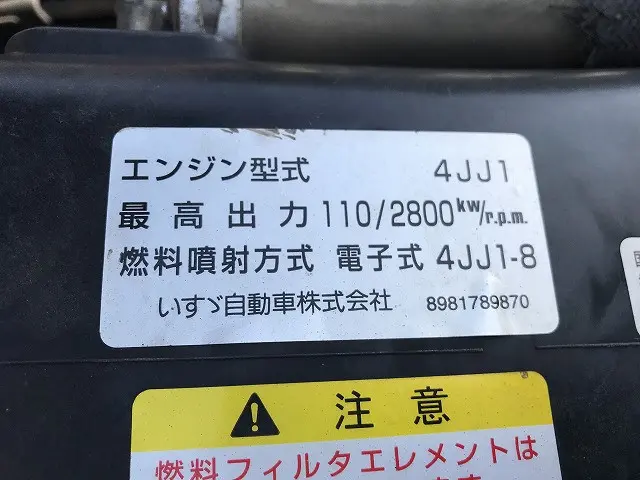 エンジン型式 4JJ1
最高出力 110/2800kw/r.p.m.
燃料噴射方式 電子式 4JJ1-8
いすゞ自動車株式会社 8981789870
注意
燃料フィルタエレメントは